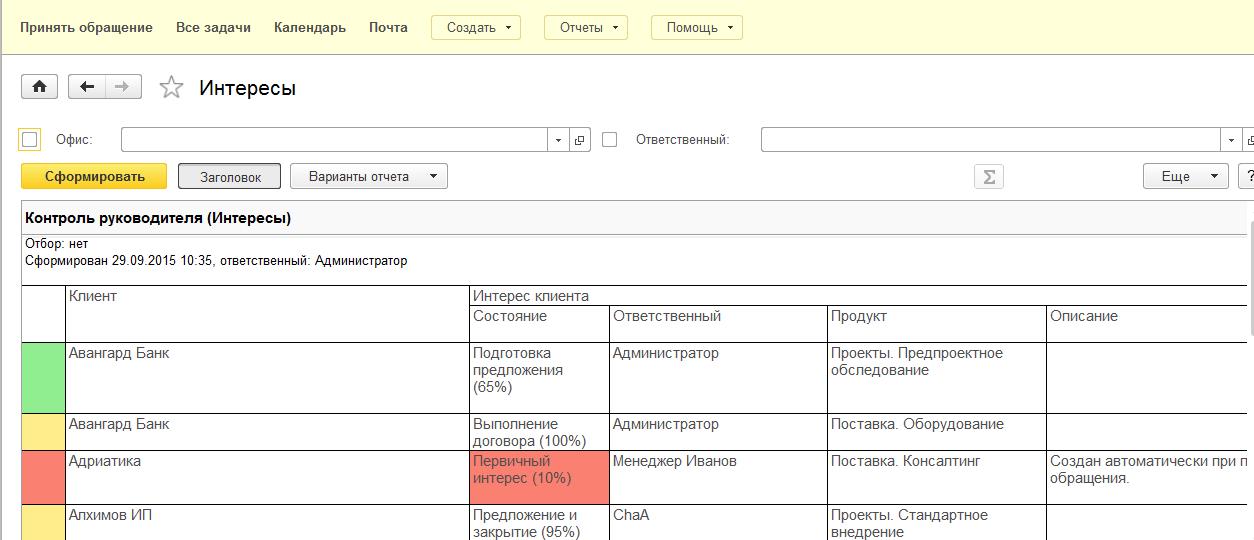 Принять обращение Все задачи Календарь Почта Создать Отчеты Помощь
Интересы
Офис: Ответственный:
Сформировать Заголовок Варианты отчета Σ Еще ?
Контроль руководителя (Интересы)
Отбор: нет
Сформирован 29.09.2015 10:35, ответственный: Администратор
Клиент Интерес клиента
Состояние Ответственный Продукт Описание
Авангард Банк Подготовка Администратор Проекты. Предпроектное
предложения обследование
(65%)
Авангард Банк Выполнение Администратор Поставка. Оборудование
договора (100%)
Адриатика Первичный Менеджер Иванов Поставка. Консалтинг Создан автоматически при
интерес (10%) обращения.
Алхимов ИП Предложение и ChaA Проекты. Стандартное
закрытие (95%) внедрение